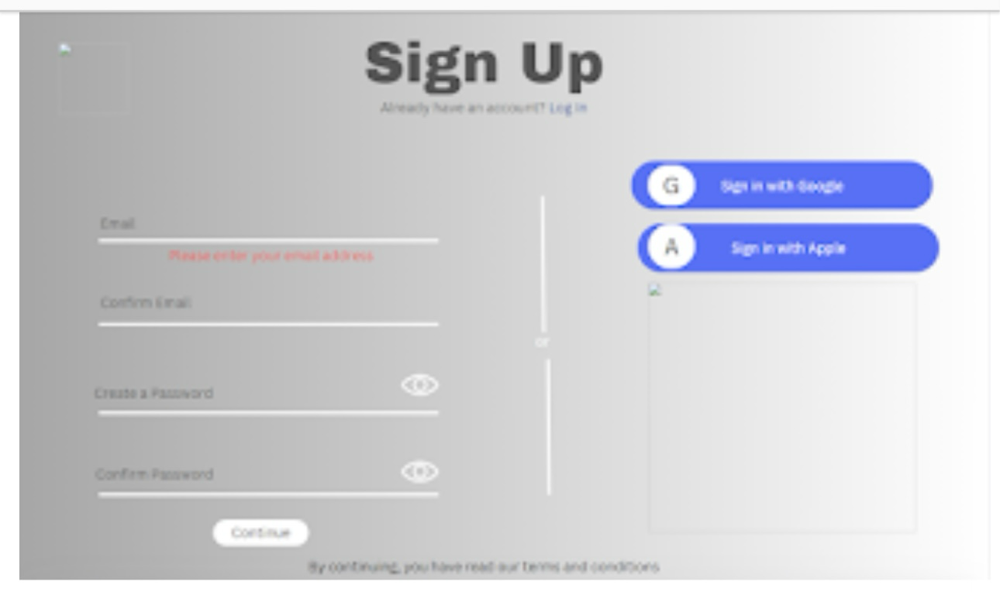 Sign Up
Already have an account? Log In
Email
Please enter your email address
Confirm Email
Create a Password
Confirm Password
Continue
or
G Sign in with Google
A Sign in with Apple
By continuing, you have read our terms and conditions